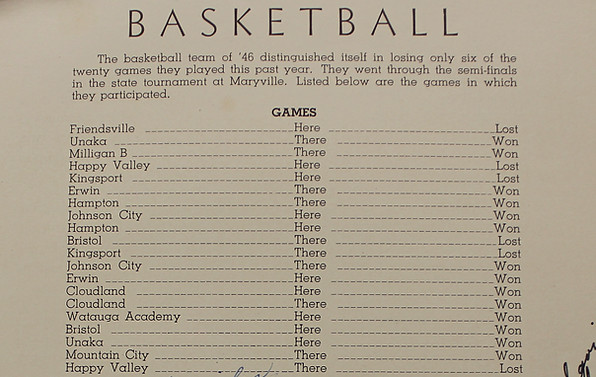 BASKETBALL
The basketball team of '46 distinguished itself in losing only six of the
twenty games they played this past year. They went through the semi-finals
in the state tournament at Maryville. Listed below are the games in which
they participated.
GAMES
Friendsville Here Lost
Unaka There Won
Milligan B There Won
Happy Valley Here Lost
Kingsport Here Lost
Erwin There Won
Hampton There Won
Johnson City Here Won
Hampton Here Won
Bristol There Lost
Kingsport There Lost
Johnson City There Won
Erwin Here Won
Cloudland Here Won
Cloudland There Won
Watauga Academy Here Won
Bristol Here Won
Unaka Here Won
Mountain City There Won
Happy Valley There Lost